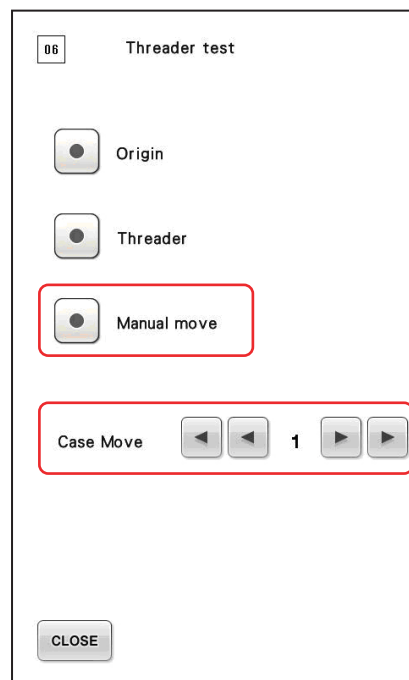 06 Threader test
Origin
Threader
Manual move
Case Move 1
CLOSE